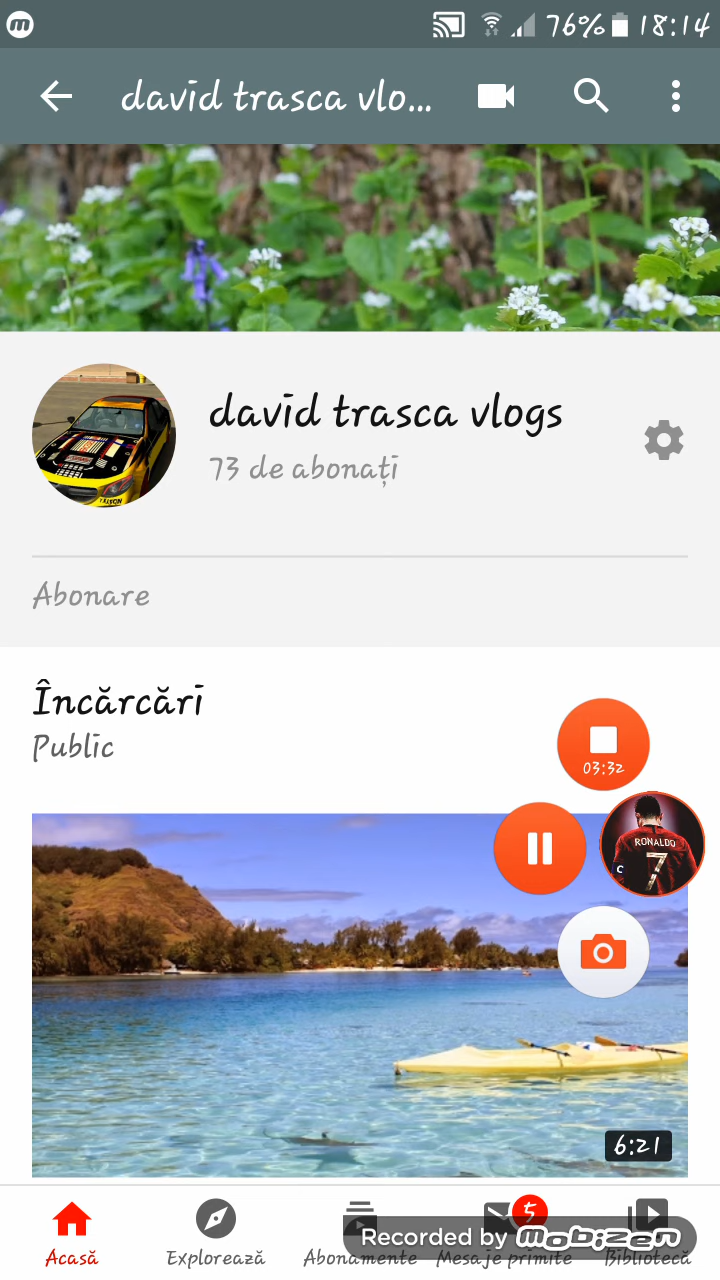 76% 18:14
david trasca vlo...
david trasca vlogs
73 de abonați
Abonare
Încărcări
Public
03:32
RONALDO
7
C
6:21
5
Acasă
Explorează
Abonamente
Mesaje primite
Bibliotecă
Recorded by mobizen